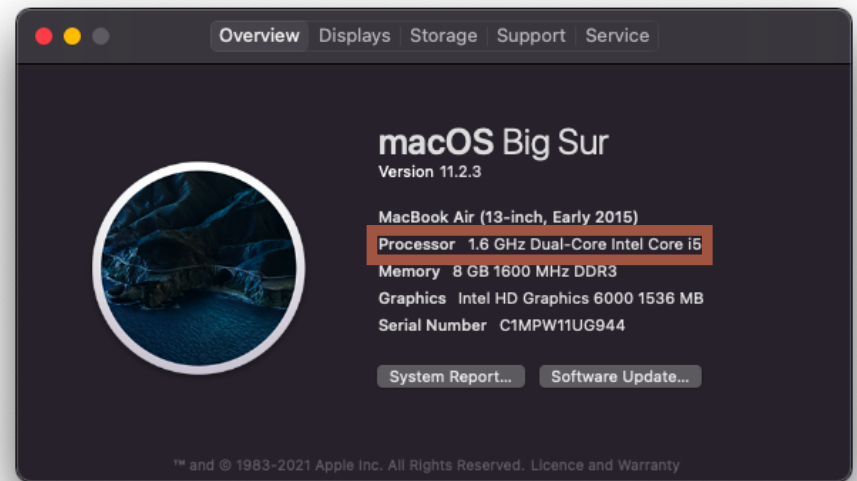 Overview Displays Storage Support Service
macOS Big Sur
Version 11.2.3
MacBook Air (13-inch, Early 2015)
Processor 1.6 GHz Dual-Core Intel Core i5
Memory 8 GB 1600 MHz DDR3
Graphics Intel HD Graphics 6000 1536 MB
Serial Number C1MPW11UG944
System Report... Software Update...
™ and © 1983-2021 Apple Inc. All Rights Reserved. Licence and Warranty